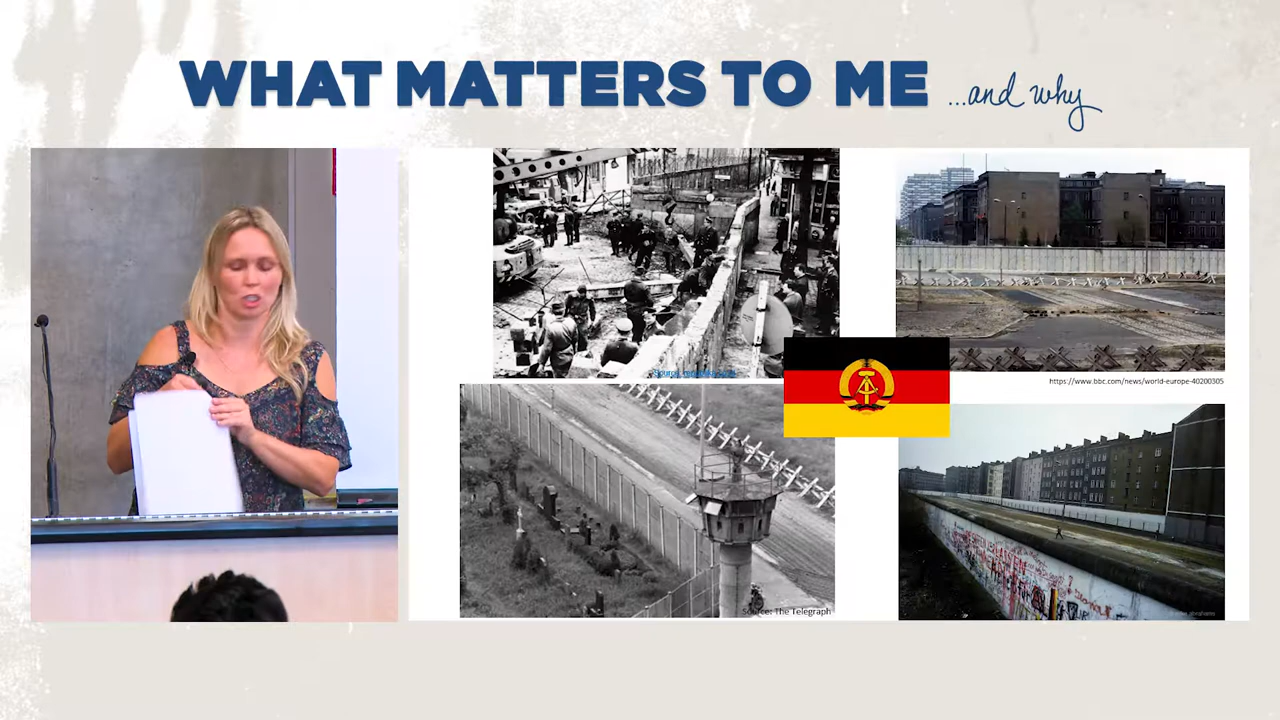 WHAT MATTERS TO ME ...and why
https://www.bbc.com/news/world-europe-40200305
Source: The Telegraph